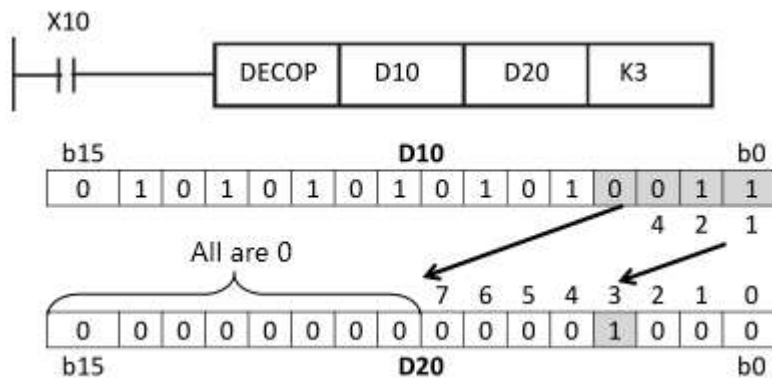 X10
DECOP D10 D20 K3
b15 D10 b0
0 1 0 1 0 1 0 1 0 1 0 1 0 0 1 1
4 2 1
All are 0
7 6 5 4 3 2 1 0
0 0 0 0 0 0 0 0 0 0 0 0 1 0 0 0
b15 D20 b0